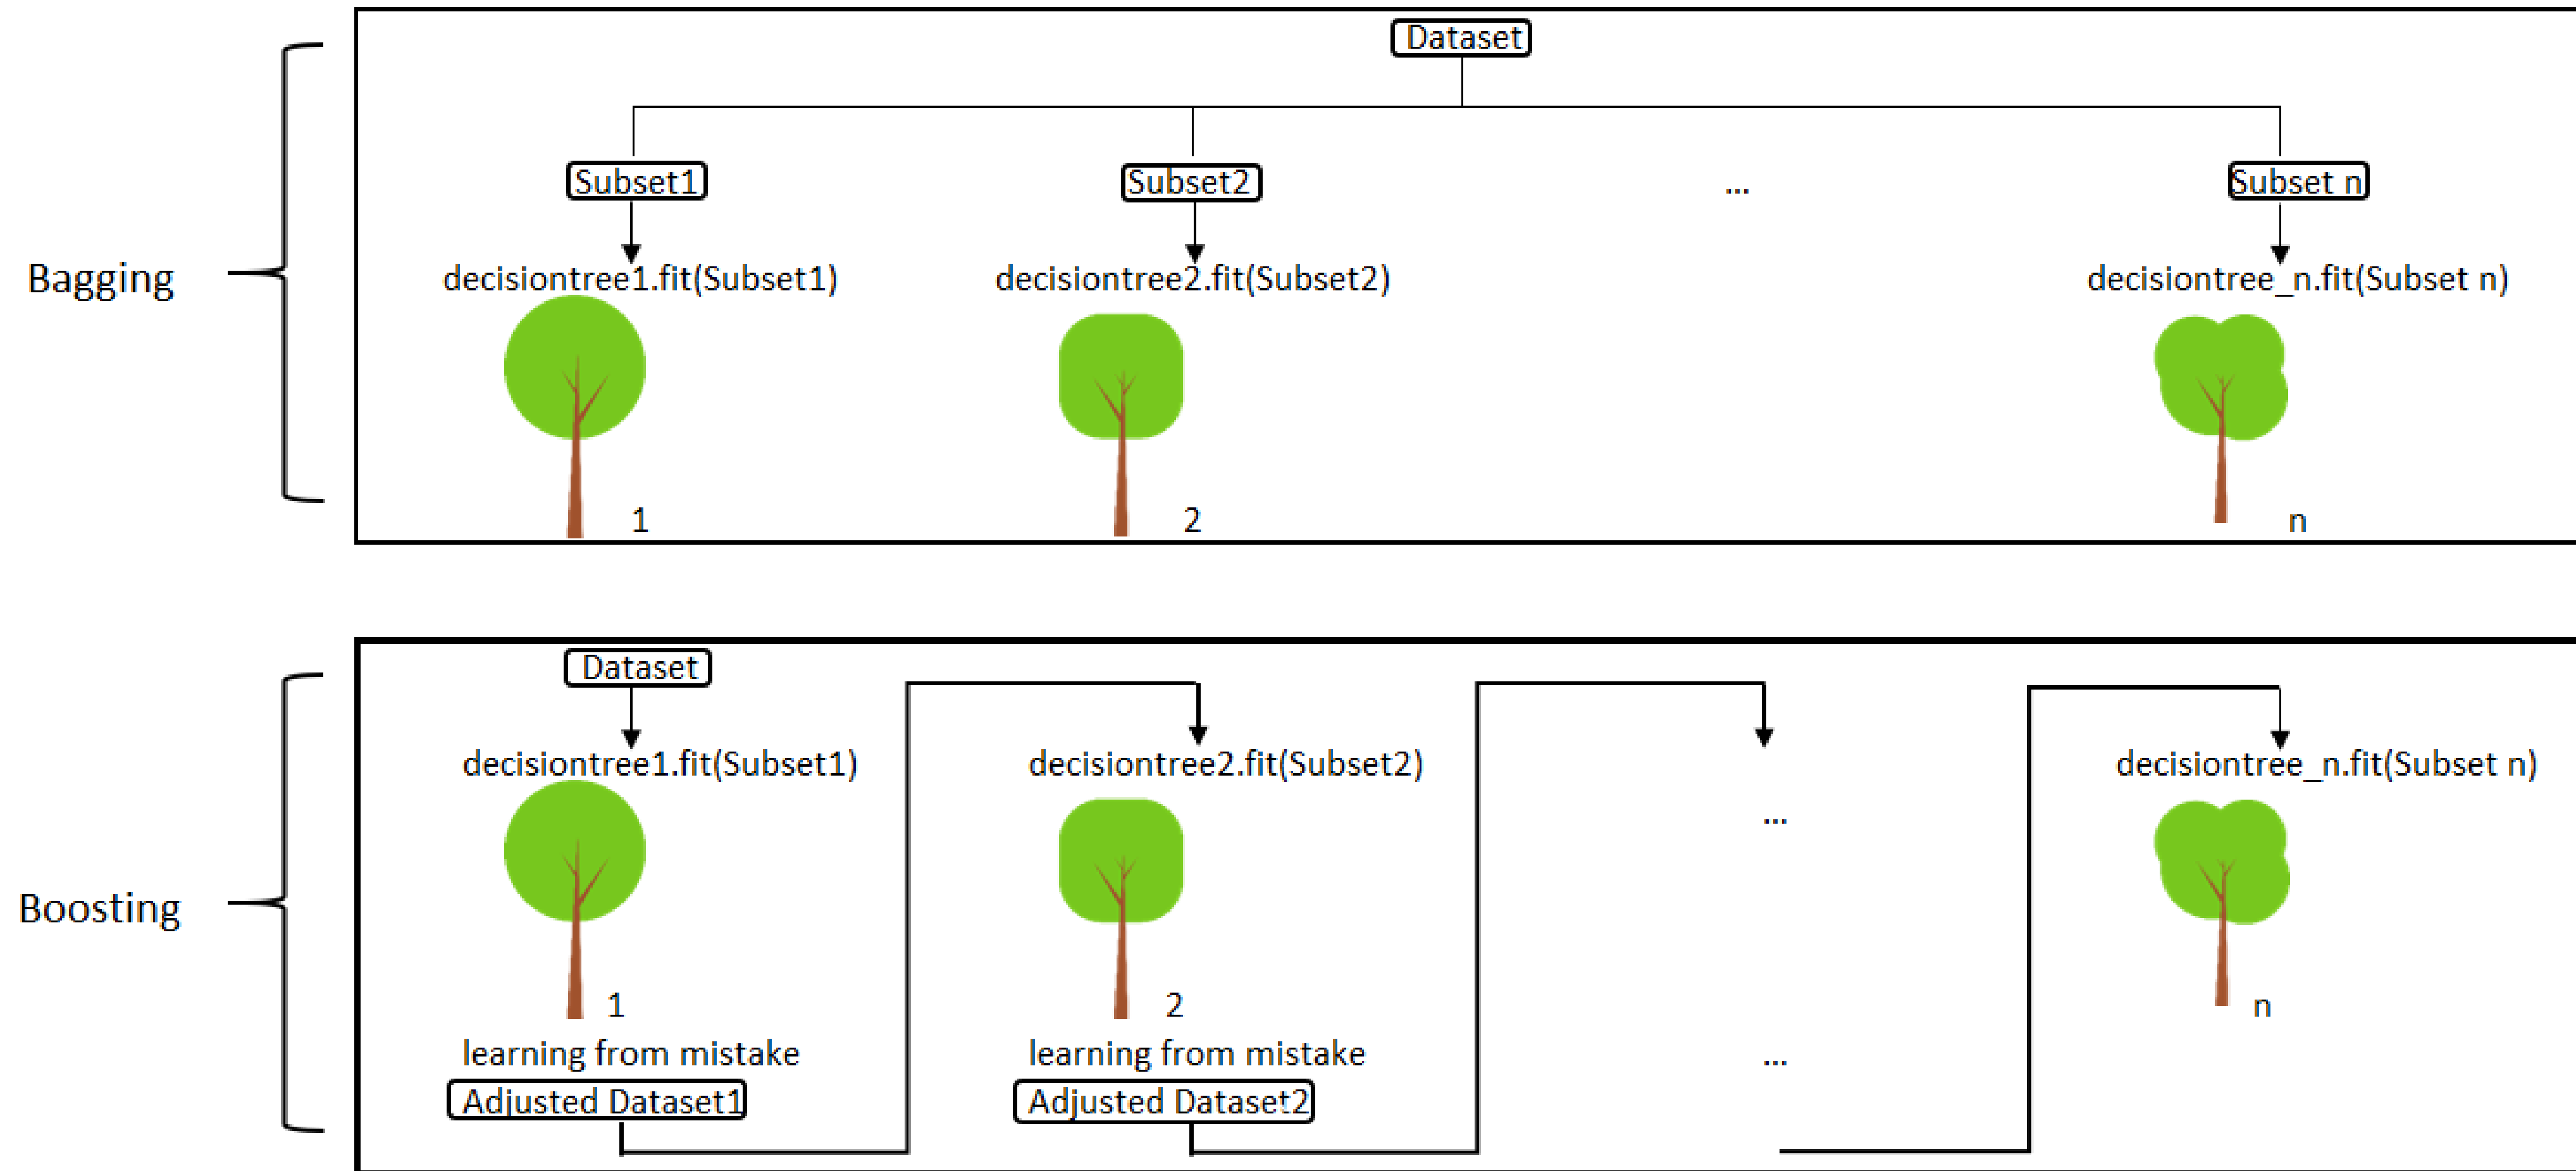 Dataset
Subset1
Subset2
...
Subset n
Bagging
decisiontree1.fit(Subset1)
decisiontree2.fit(Subset2)
decisiontree_n.fit(Subset n)
1
2
n
Dataset
decisiontree1.fit(Subset1)
decisiontree2.fit(Subset2)
decisiontree_n.fit(Subset n)
...
Boosting
1
2
n
learning from mistake
learning from mistake
...
Adjusted Dataset1
Adjusted Dataset2